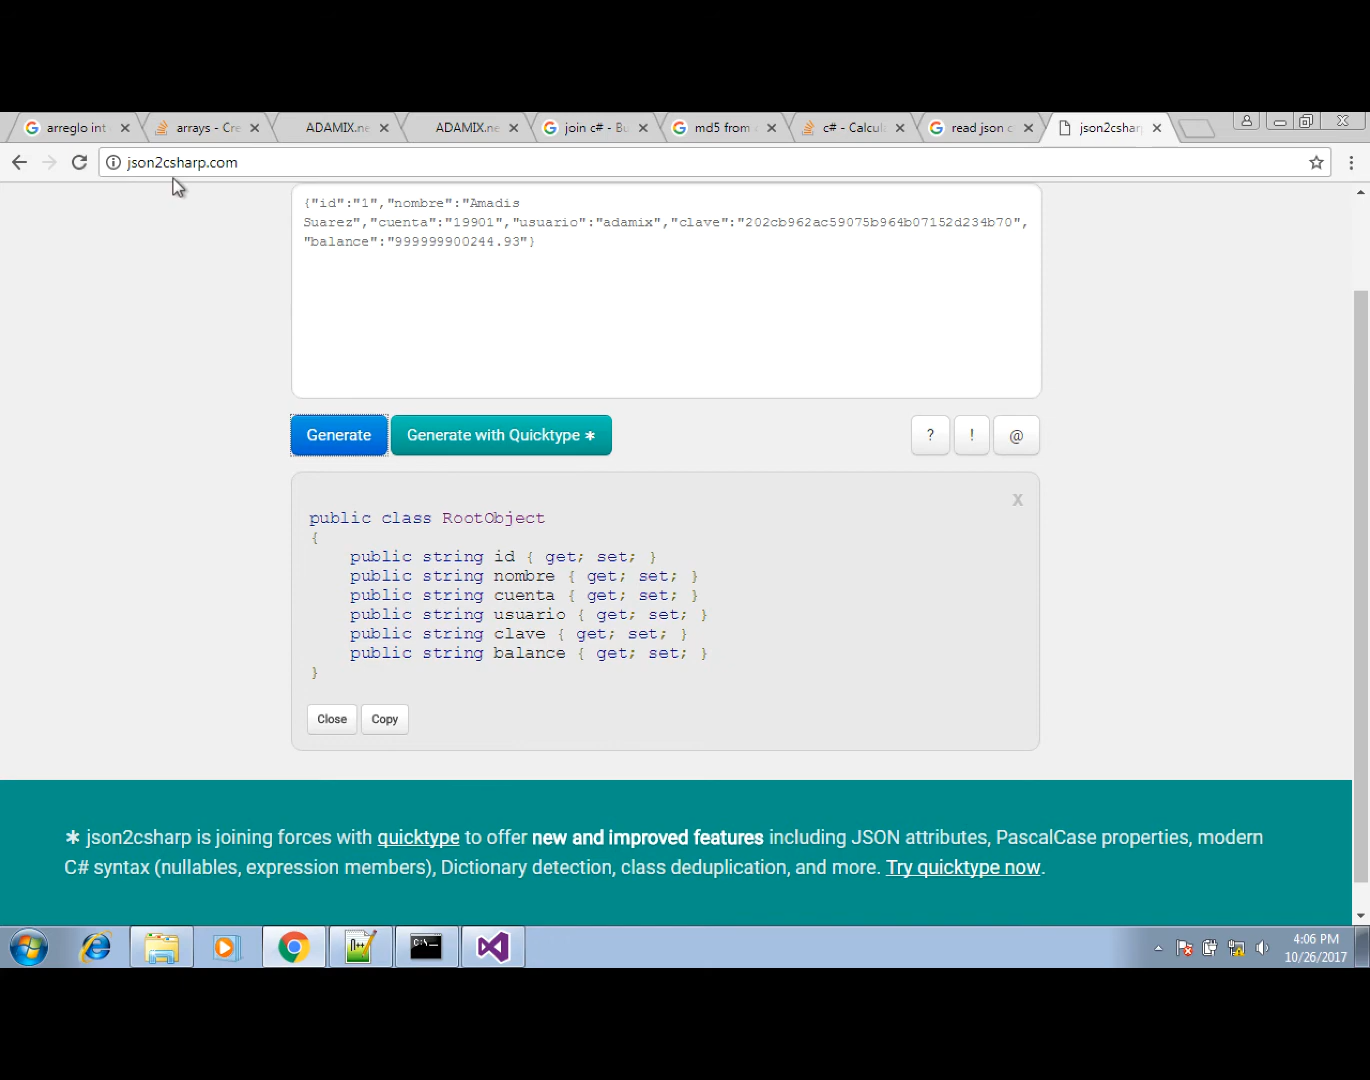 arreglo int
arrays - Cre
ADAMIX.ne
ADAMIX.ne
join c# - Bu
md5 from
c# - Calcul
read json c
json2cshar
json2csharp.com
{"id":"1","nombre":"Amadis
Suarez","cuenta":"19901","usuario":"adamix","clave":"202cb962ac59075b964b07152d234b70",
"balance":"999999900244.93"}
Generate
Generate with Quicktype *
?
!
@
X
public class RootObject
{
public string id { get; set; }
public string nombre { get; set; }
public string cuenta { get; set; }
public string usuario { get; set; }
public string clave { get; set; }
public string balance { get; set; }
}
Close
Copy
* json2csharp is joining forces with quicktype to offer new and improved features including JSON attributes, PascalCase properties, modern
C# syntax (nullables, expression members), Dictionary detection, class deduplication, and more. Try quicktype now.
4:06 PM
10/26/2017